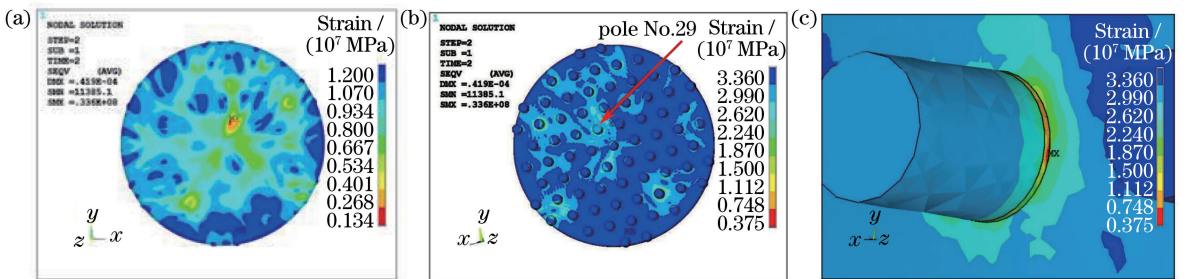 (a)
1
NODAL SOLUTION
STEP=2
SUB =1
TIME=2
SEQV (AVG)
DMX =.419E-04
SMN =11385.1
SMX =.336E+08
Strain /
(10⁷ MPa)
1.200
1.070
0.934
0.800
0.667
0.534
0.401
0.268
0.134
y
z x
(b)
1
NODAL SOLUTION
STEP=2
SUB =1
TIME=2
SEQV (AVG)
DMX =.419E-04
SMN =11385.1
SMX =.336E+08
pole No.29
Strain /
(10⁷ MPa)
3.360
2.990
2.620
2.240
1.870
1.500
1.112
0.748
0.375
y
x z
(c)
MX
Strain /
(10⁷ MPa)
3.360
2.990
2.620
2.240
1.870
1.500
1.112
0.748
0.375
y
x z